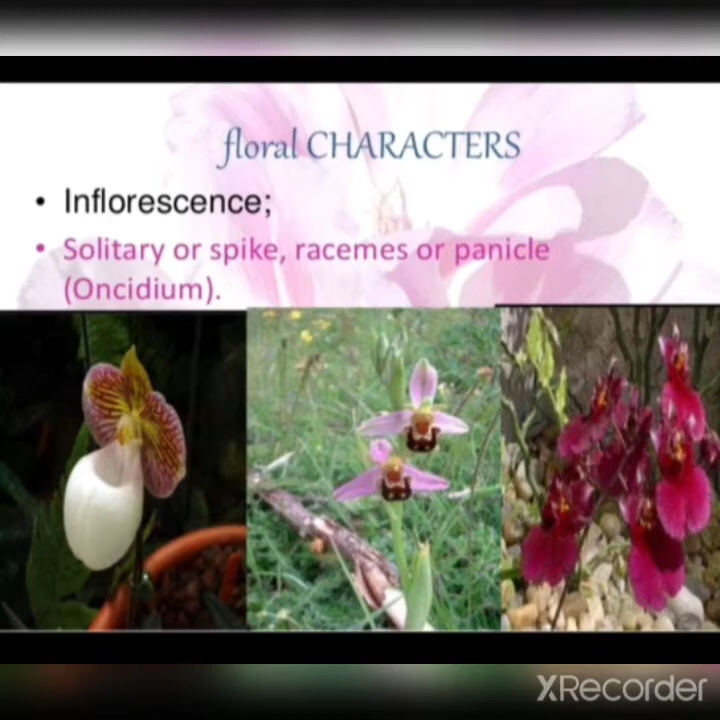 floral CHARACTERS
• Inflorescence;
• Solitary or spike, racemes or panicle
(Oncidium).
XRecorder